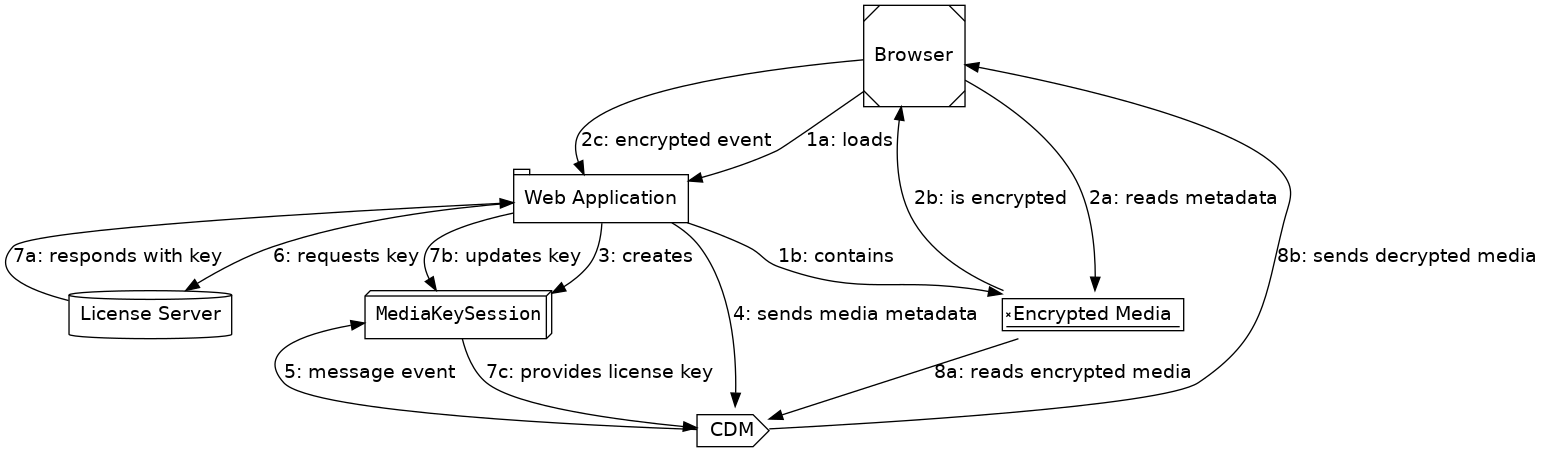 Browser
2c: encrypted event
1a: loads
Web Application
2b: is encrypted
2a: reads metadata
7a: responds with key
6: requests key
7b: updates key
3: creates
1b: contains
8b: sends decrypted media
License Server
MediaKeySession
4: sends media metadata
Encrypted Media
5: message event
7c: provides license key
8a: reads encrypted media
CDM